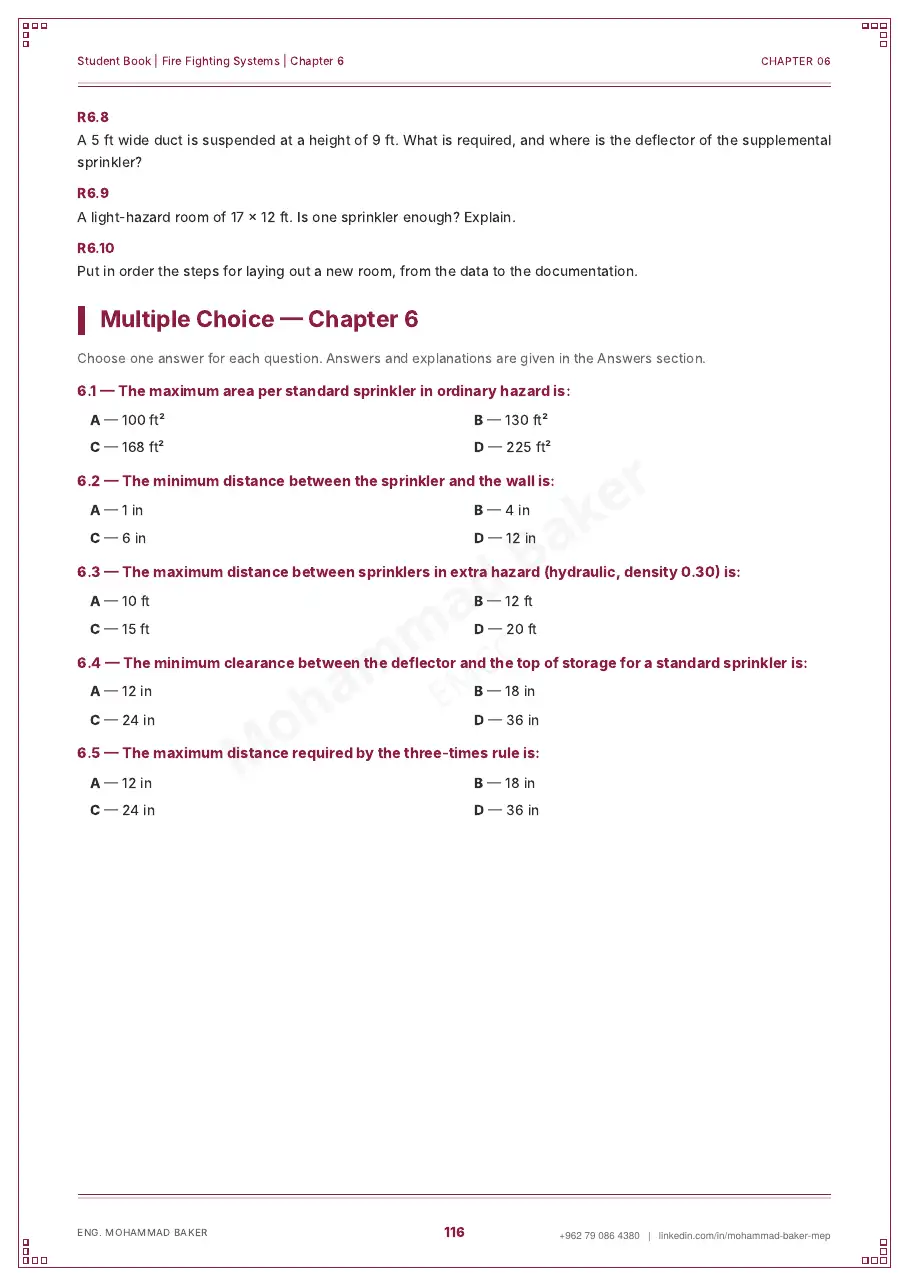 Student Book | Fire Fighting Systems | Chapter 6
CHAPTER 06
R6.8
A 5 ft wide duct is suspended at a height of 9 ft. What is required, and where is the deflector of the supplemental
sprinkler?
R6.9
A light-hazard room of 17 × 12 ft. Is one sprinkler enough? Explain.
R6.10
Put in order the steps for laying out a new room, from the data to the documentation.
Multiple Choice — Chapter 6
Choose one answer for each question. Answers and explanations are given in the Answers section.
6.1 — The maximum area per standard sprinkler in ordinary hazard is:
A — 100 ft²
B — 130 ft²
C — 168 ft²
D — 225 ft²
6.2 — The minimum distance between the sprinkler and the wall is:
A — 1 in
B — 4 in
C — 6 in
D — 12 in
6.3 — The maximum distance between sprinklers in extra hazard (hydraulic, density 0.30) is:
A — 10 ft
B — 12 ft
C — 15 ft
D — 20 ft
6.4 — The minimum clearance between the deflector and the top of storage for a standard sprinkler is:
A — 12 in
B — 18 in
C — 24 in
D — 36 in
6.5 — The maximum distance required by the three-times rule is:
A — 12 in
B — 18 in
C — 24 in
D — 36 in
Mohammad Baker
ENG. MOHAMMAD BAKER
116
+962 79 086 4380 | linkedin.com/in/mohammad-baker-mep